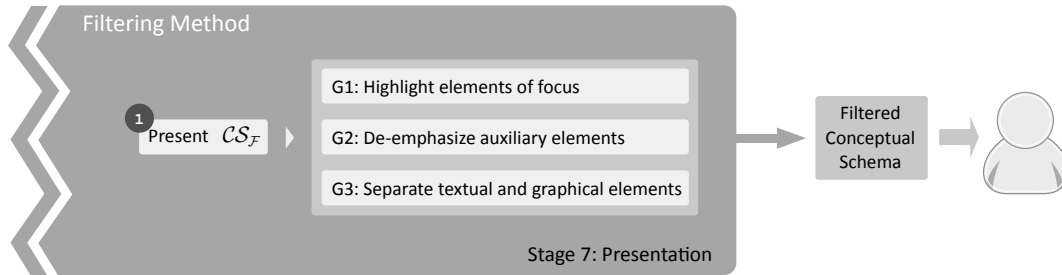 Filtering Method
1
Present CS_F
G1: Highlight elements of focus
G2: De-emphasize auxiliary elements
G3: Separate textual and graphical elements
Stage 7: Presentation
Filtered
Conceptual
Schema